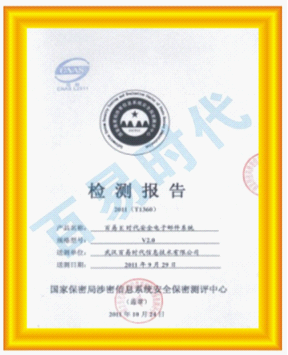 CNAS
检测报告
2011（Y1360）
产品名称：百易E时代安全电子邮件系统
规格型号：V2.0
送测单位：武汉百易时代信息技术有限公司
送测日期：2011年9月29日
国家保密局涉密信息系统安全保密测评中心
（盖章）
2011年10月24日
百易时代